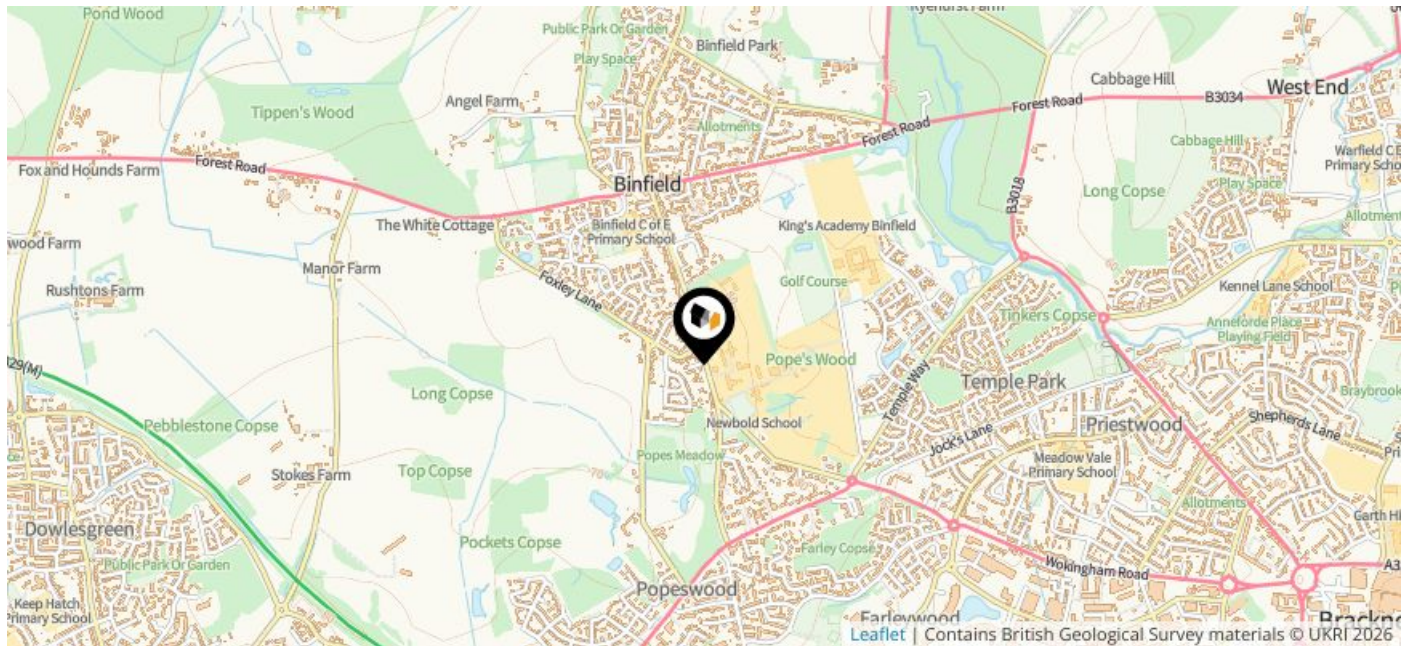 Pond Wood
Public Park Or Garden
Play Space
Binfield Park
Ryehurst Farm
Cabbage Hill
West End
Angel Farm
Tippen's Wood
Allotments
Forest Road
B3034
Forest Road
Cabbage Hill
Warfield C E
Primary Schoo
Fox and Hounds Farm
Forest Road
Binfield
Play Space
Long Copse
B3018
The White Cottage
Binfield C of E
Primary School
King's Academy Binfield
Allotment
wood Farm
Manor Farm
Foxley Lane
Golf Course
Kennel Lane School
Rushtons Farm
Tinkers Copse
Anneforde Place
Playing Field
Pope's Wood
29(M)
Long Copse
Temple Way
Temple Park
Braybrook
Pebblestone Copse
Newbold School
Jock's Lane
Priestwood
Shepherds Lane
Popes Meadow
Meadow Vale
Primary School
Top Copse
Stokes Farm
70
Allotments
Dowlesgreen
Garth Hi
Pockets Copse
Farley Copse
Public Park Or Garden
Wokingham Road
A3
Popeswood
Keep Hatch
Primary School
Farleywood
Brackn
Leaflet | Contains British Geological Survey materials © UKRI 2026